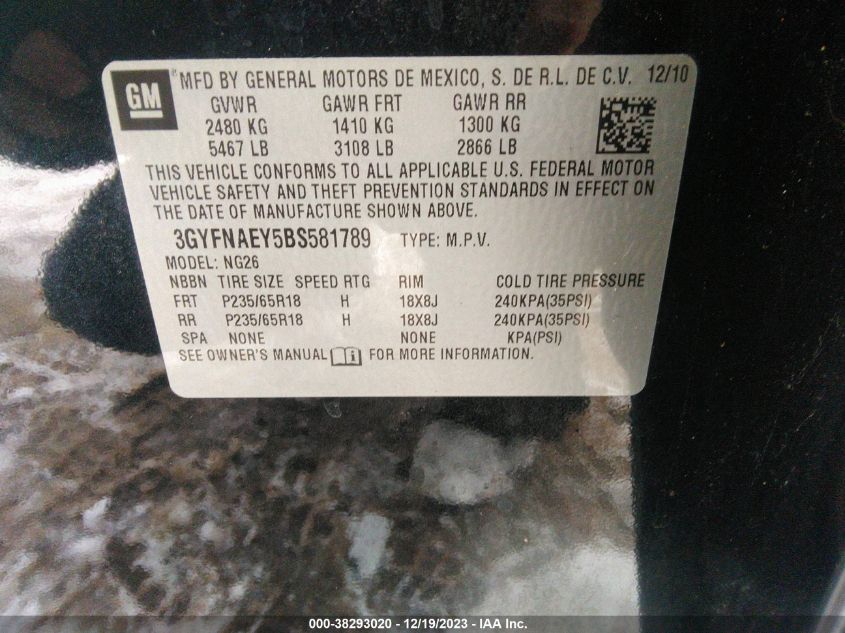 GM ® MFD BY GENERAL MOTORS DE MEXICO, S. DE R.L. DE C.V. 12/10
GVWR GAWR FRT GAWR RR
2480 KG 1410 KG 1300 KG
5467 LB 3108 LB 2866 LB
THIS VEHICLE CONFORMS TO ALL APPLICABLE U.S. FEDERAL MOTOR
VEHICLE SAFETY AND THEFT PREVENTION STANDARDS IN EFFECT ON
THE DATE OF MANUFACTURE SHOWN ABOVE.
3GYFNAEY5BS581789 TYPE: M.P.V.
MODEL: NG26
NBBN TIRE SIZE SPEED RTG RIM COLD TIRE PRESSURE
FRT P235/65R18 H 18X8J 240KPA(35PSI)
RR P235/65R18 H 18X8J 240KPA(35PSI)
SPA NONE NONE KPA(PSI)
SEE OWNER'S MANUAL i FOR MORE INFORMATION.
000-38293020 - 12/19/2023 - IAA Inc.